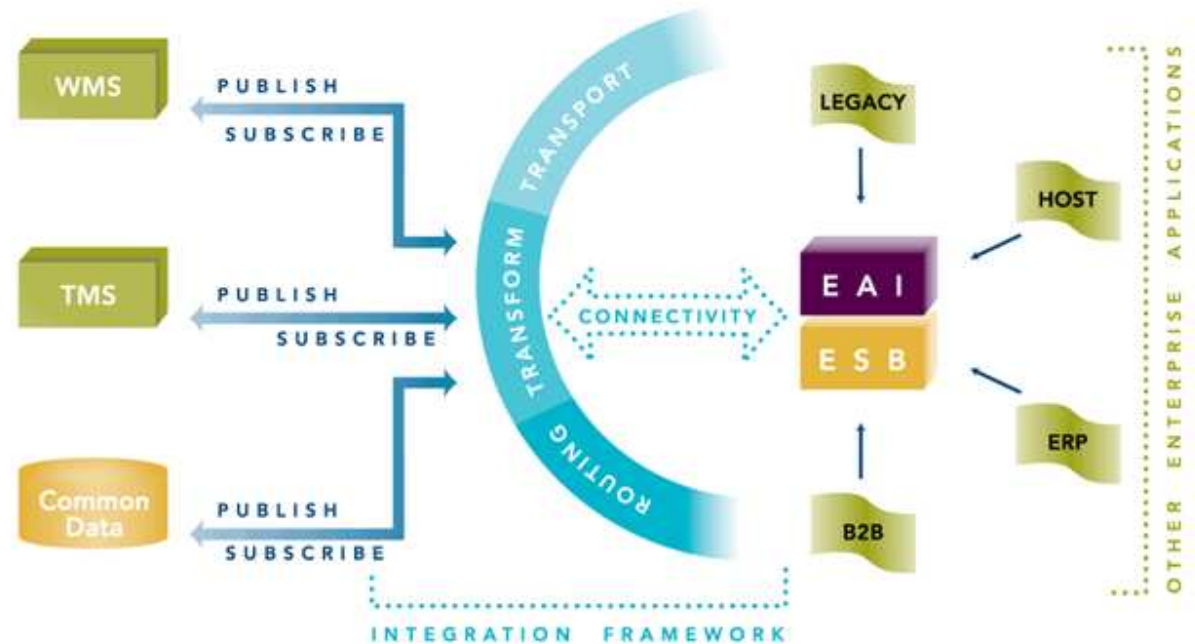 WMS
PUBLISH
SUBSCRIBE
TMS
PUBLISH
SUBSCRIBE
Common
Data
PUBLISH
SUBSCRIBE
TRANSPORT
TRANSFORM
ROUTING
CONNECTIVITY
INTEGRATION FRAMEWORK
LEGACY
HOST
EAI
ESB
ERP
B2B
OTHER ENTERPRISE APPLICATIONS